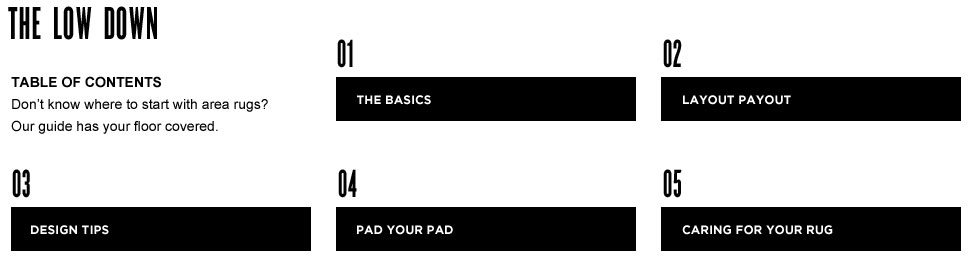 THE LOW DOWN
TABLE OF CONTENTS
Don't know where to start with area rugs?
Our guide has your floor covered.
01
THE BASICS
02
LAYOUT PAYOUT
03
DESIGN TIPS
04
PAD YOUR PAD
05
CARING FOR YOUR RUG